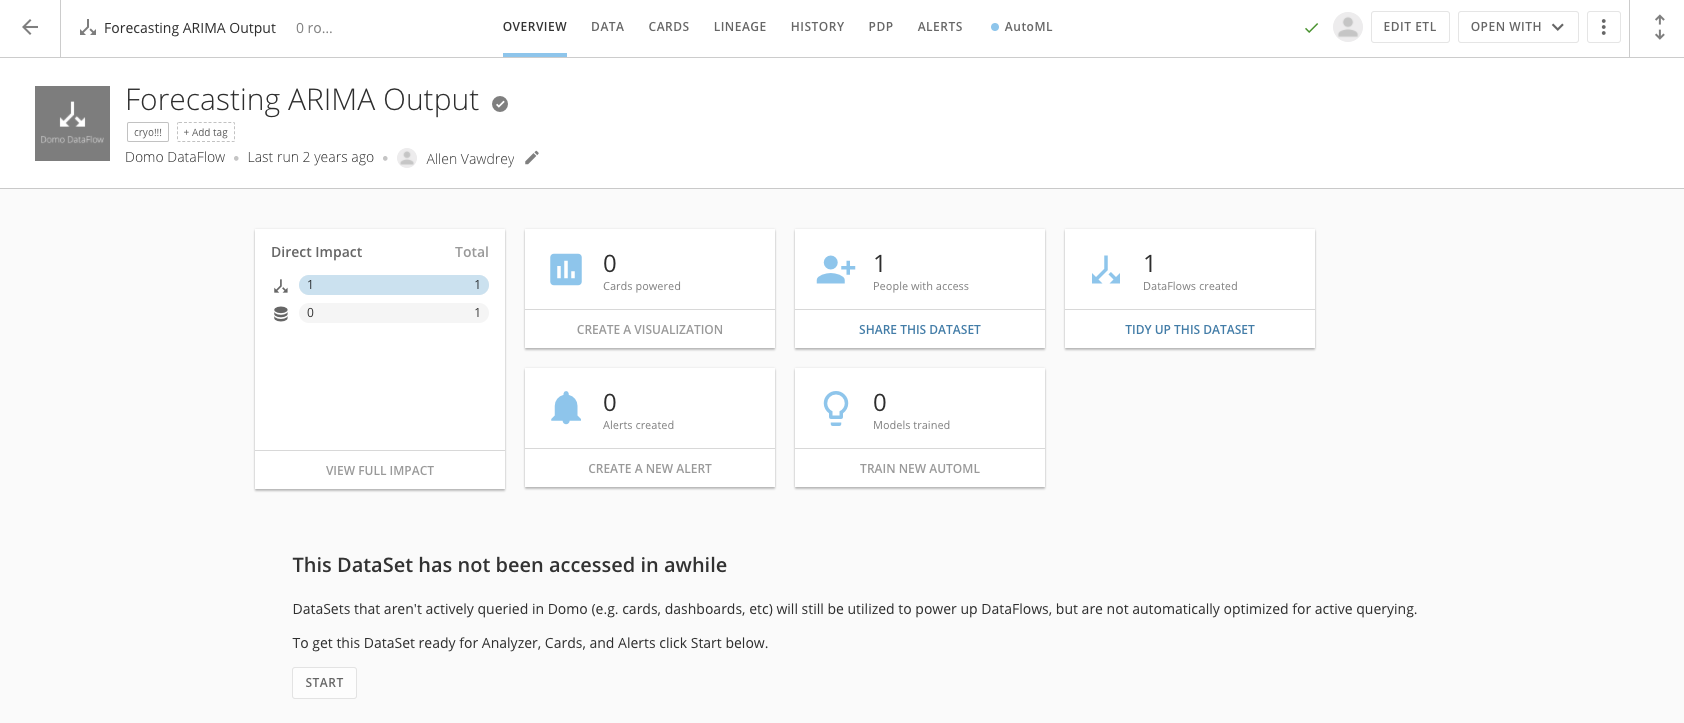 Forecasting ARIMA Output 0 ro... OVERVIEW DATA CARDS LINEAGE HISTORY PDP ALERTS AutoML EDIT ETL OPEN WITH
Forecasting ARIMA Output
Domo DataFlow
cryo!!! + Add tag
Domo DataFlow • Last run 2 years ago • Allen Vawdrey
Direct Impact Total
1 1
0 1
VIEW FULL IMPACT
0
Cards powered
CREATE A VISUALIZATION
1
People with access
SHARE THIS DATASET
1
DataFlows created
TIDY UP THIS DATASET
0
Alerts created
CREATE A NEW ALERT
0
Models trained
TRAIN NEW AUTOML
This DataSet has not been accessed in awhile
DataSets that aren't actively queried in Domo (e.g. cards, dashboards, etc) will still be utilized to power up DataFlows, but are not automatically optimized for active querying.
To get this DataSet ready for Analyzer, Cards, and Alerts click Start below.
START